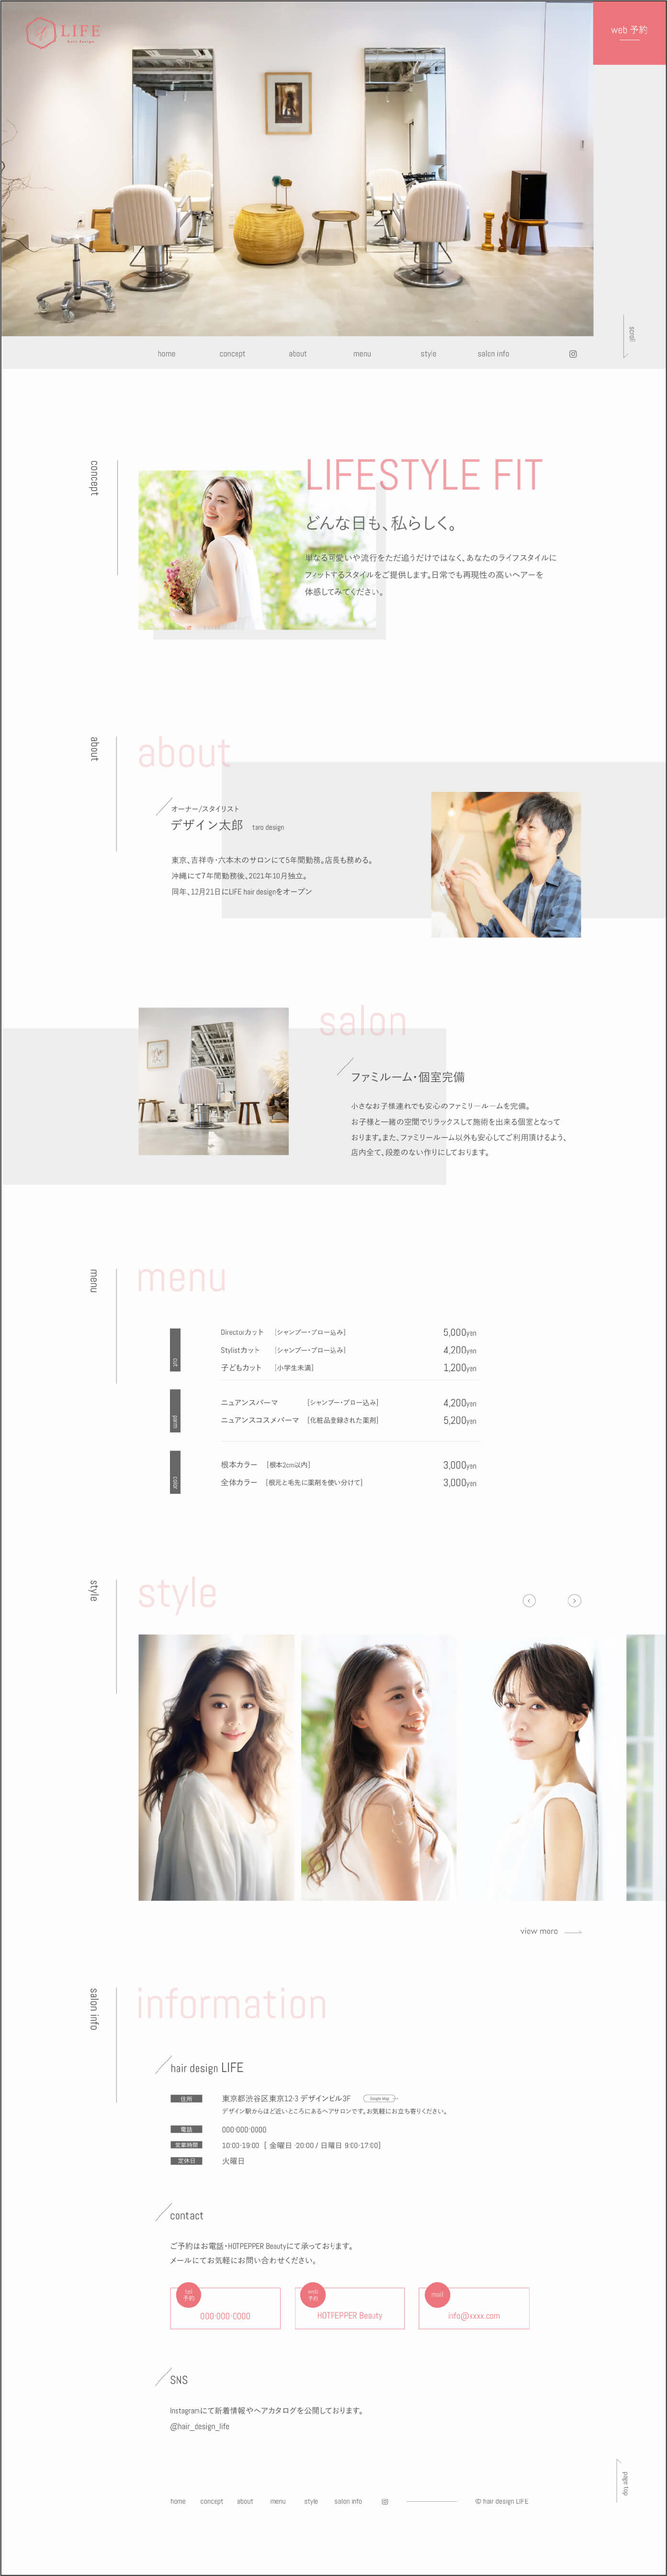 LIFE
hair design
web 予約
scroll
home concept about menu style salon info
concept
LIFESTYLE FIT
どんな日も、私らしく。
単なる可愛いや流行をただ追うだけではなく、あなたのライフスタイルに
フィットするスタイルをご提供します。日常でも再現性の高いヘアーを
体感してみてください。
about
about
オーナー/スタイリスト
デザイン太郎 taro design
東京、吉祥寺・六本木のサロンにて5年間勤務。店長も務める。
沖縄にて7年間勤務後、2021年10月独立。
同年、12月21日にLIFE hair designをオープン
salon
ファミルーム・個室完備
小さなお子様連れでも安心のファミリールームを完備。
お子様と一緒の空間でリラックスして施術を出来る個室となって
おります。また、ファミリールーム以外も安心してご利用頂けるよう、
店内全て、段差のない作りにしております。
menu
menu
cut
Directorカット [シャンプー・ブロー込み] 5,000yen
Stylistカット [シャンプー・ブロー込み] 4,200yen
子どもカット [小学生未満] 1,200yen
parm
ニュアンスパーマ [シャンプー・ブロー込み] 4,200yen
ニュアンスコスメパーマ [化粧品登録された薬剤] 5,200yen
color
根本カラー [根本2cm以内] 3,000yen
全体カラー [根元と毛先に薬剤を使い分けて] 3,000yen
style
style
view more
salon info
information
hair design LIFE
住所 東京都渋谷区東京12-3 デザインビル3F Google Map
デザイン駅からほど近いところにあるヘアサロンです。お気軽にお立ち寄りください。
電話 000-000-0000
営業時間 10:00-19:00 [ 金曜日 -20:00 / 日曜日 9:00-17:00]
定休日 火曜日
contact
ご予約はお電話・HOTPEPPER Beautyにて承っております。
メールにてお気軽にお問い合わせください。
tel
予約
000-000-0000
web
予約
HOTPEPPER Beauty
mail
info@xxxx.com
SNS
Instagramにて新着情報やヘアカタログを公開しております。
@hair_design_life
page top
home concept about menu style salon info © hair design LIFE